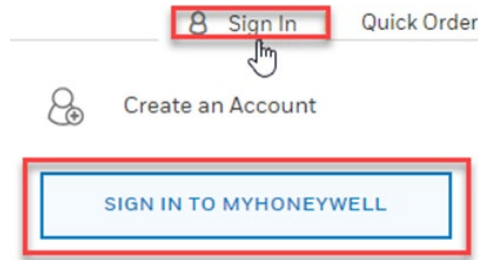 Sign In Quick Order
Create an Account
SIGN IN TO MYHONEYWELL